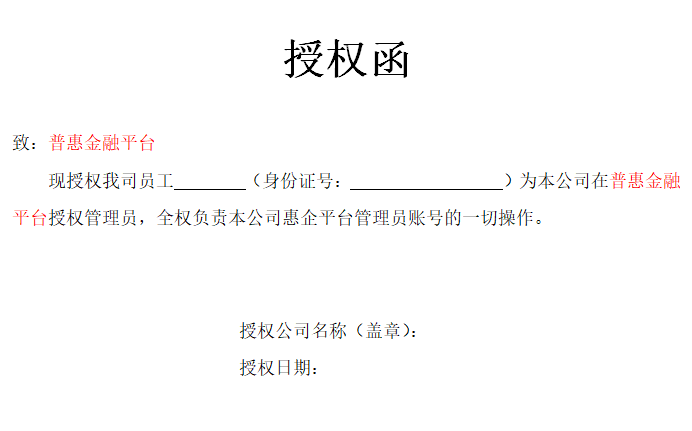 授权函
致：普惠金融平台
现授权我司员工________（身份证号：_________________）为本公司在普惠金融
平台授权管理员，全权负责本公司惠企平台管理员账号的一切操作。
授权公司名称（盖章）：
授权日期：